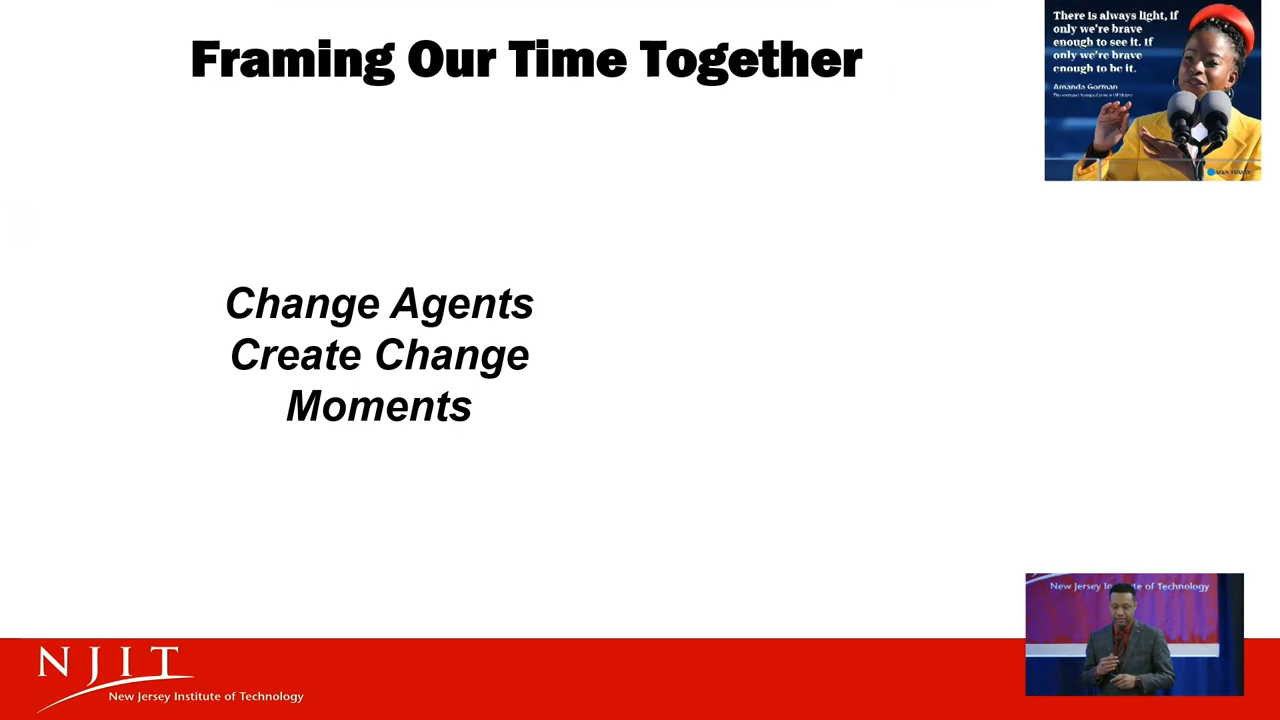 Framing Our Time Together
There is always light, if
only we're brave
enough to see it. If
only we're brave
enough to be it.
Amanda Gorman
Change Agents
Create Change
Moments
New Jersey Institute of Technology
NJIT
New Jersey Institute of Technology